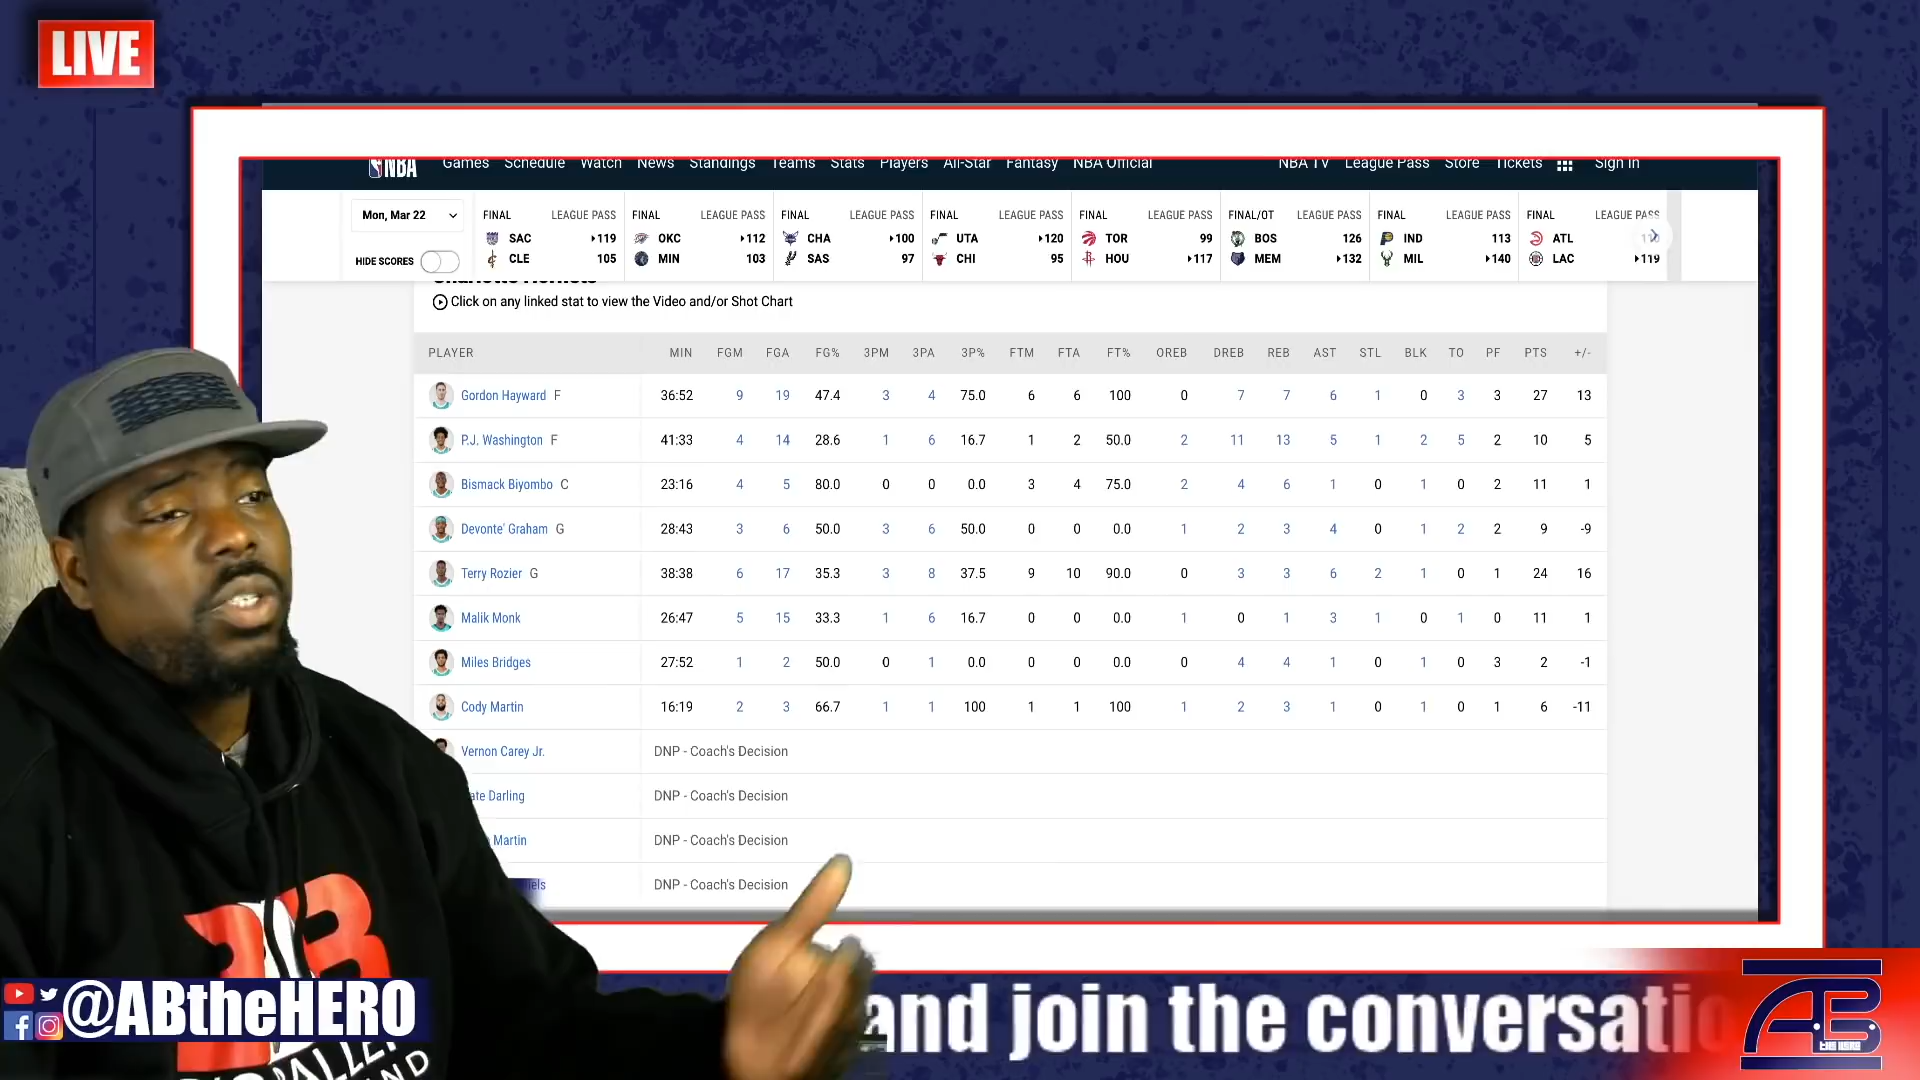 LIVE
NBA Games Schedule Watch News Standings Teams Stats Players All-Star Fantasy NBA Official NBA TV League Pass Store Tickets Sign In
Mon, Mar 22
HIDE SCORES
FINAL LEAGUE PASS
SAC 119
CLE 105
FINAL LEAGUE PASS
OKC 112
MIN 103
FINAL LEAGUE PASS
CHA 100
SAS 97
FINAL LEAGUE PASS
UTA 120
CHI 95
FINAL LEAGUE PASS
TOR 99
HOU 117
FINAL/OT LEAGUE PASS
BOS 126
MEM 132
FINAL LEAGUE PASS
IND 113
MIL 140
FINAL LEAGUE PASS
ATL
LAC 119
Charlotte Hornets
Click on any linked stat to view the Video and/or Shot Chart
PLAYER MIN FGM FGA FG% 3PM 3PA 3P% FTM FTA FT% OREB DREB REB AST STL BLK TO PF PTS +/-
Gordon Hayward F 36:52 9 19 47.4 3 4 75.0 6 6 100 0 7 7 6 1 0 3 3 27 13
P.J. Washington F 41:33 4 14 28.6 1 6 16.7 1 2 50.0 2 11 13 5 1 2 5 2 10 5
Bismack Biyombo C 23:16 4 5 80.0 0 0 0.0 3 4 75.0 2 4 6 1 0 1 0 2 11 1
Devonte' Graham G 28:43 3 6 50.0 3 6 50.0 0 0 0.0 1 2 3 4 0 1 2 2 9 -9
Terry Rozier G 38:38 6 17 35.3 3 8 37.5 9 10 90.0 0 3 3 6 2 1 0 1 24 16
Malik Monk 26:47 5 15 33.3 1 6 16.7 0 0 0.0 1 0 1 3 1 0 1 0 11 1
Miles Bridges 27:52 1 2 50.0 0 1 0.0 0 0 0.0 0 4 4 1 0 1 0 3 2 -1
Cody Martin 16:19 2 3 66.7 1 1 100 1 1 100 1 2 3 1 0 1 0 1 6 -11
Vernon Carey Jr. DNP - Coach's Decision
ate Darling DNP - Coach's Decision
Martin DNP - Coach's Decision
DNP - Coach's Decision
@ABtheHERO
and join the conversati
AB